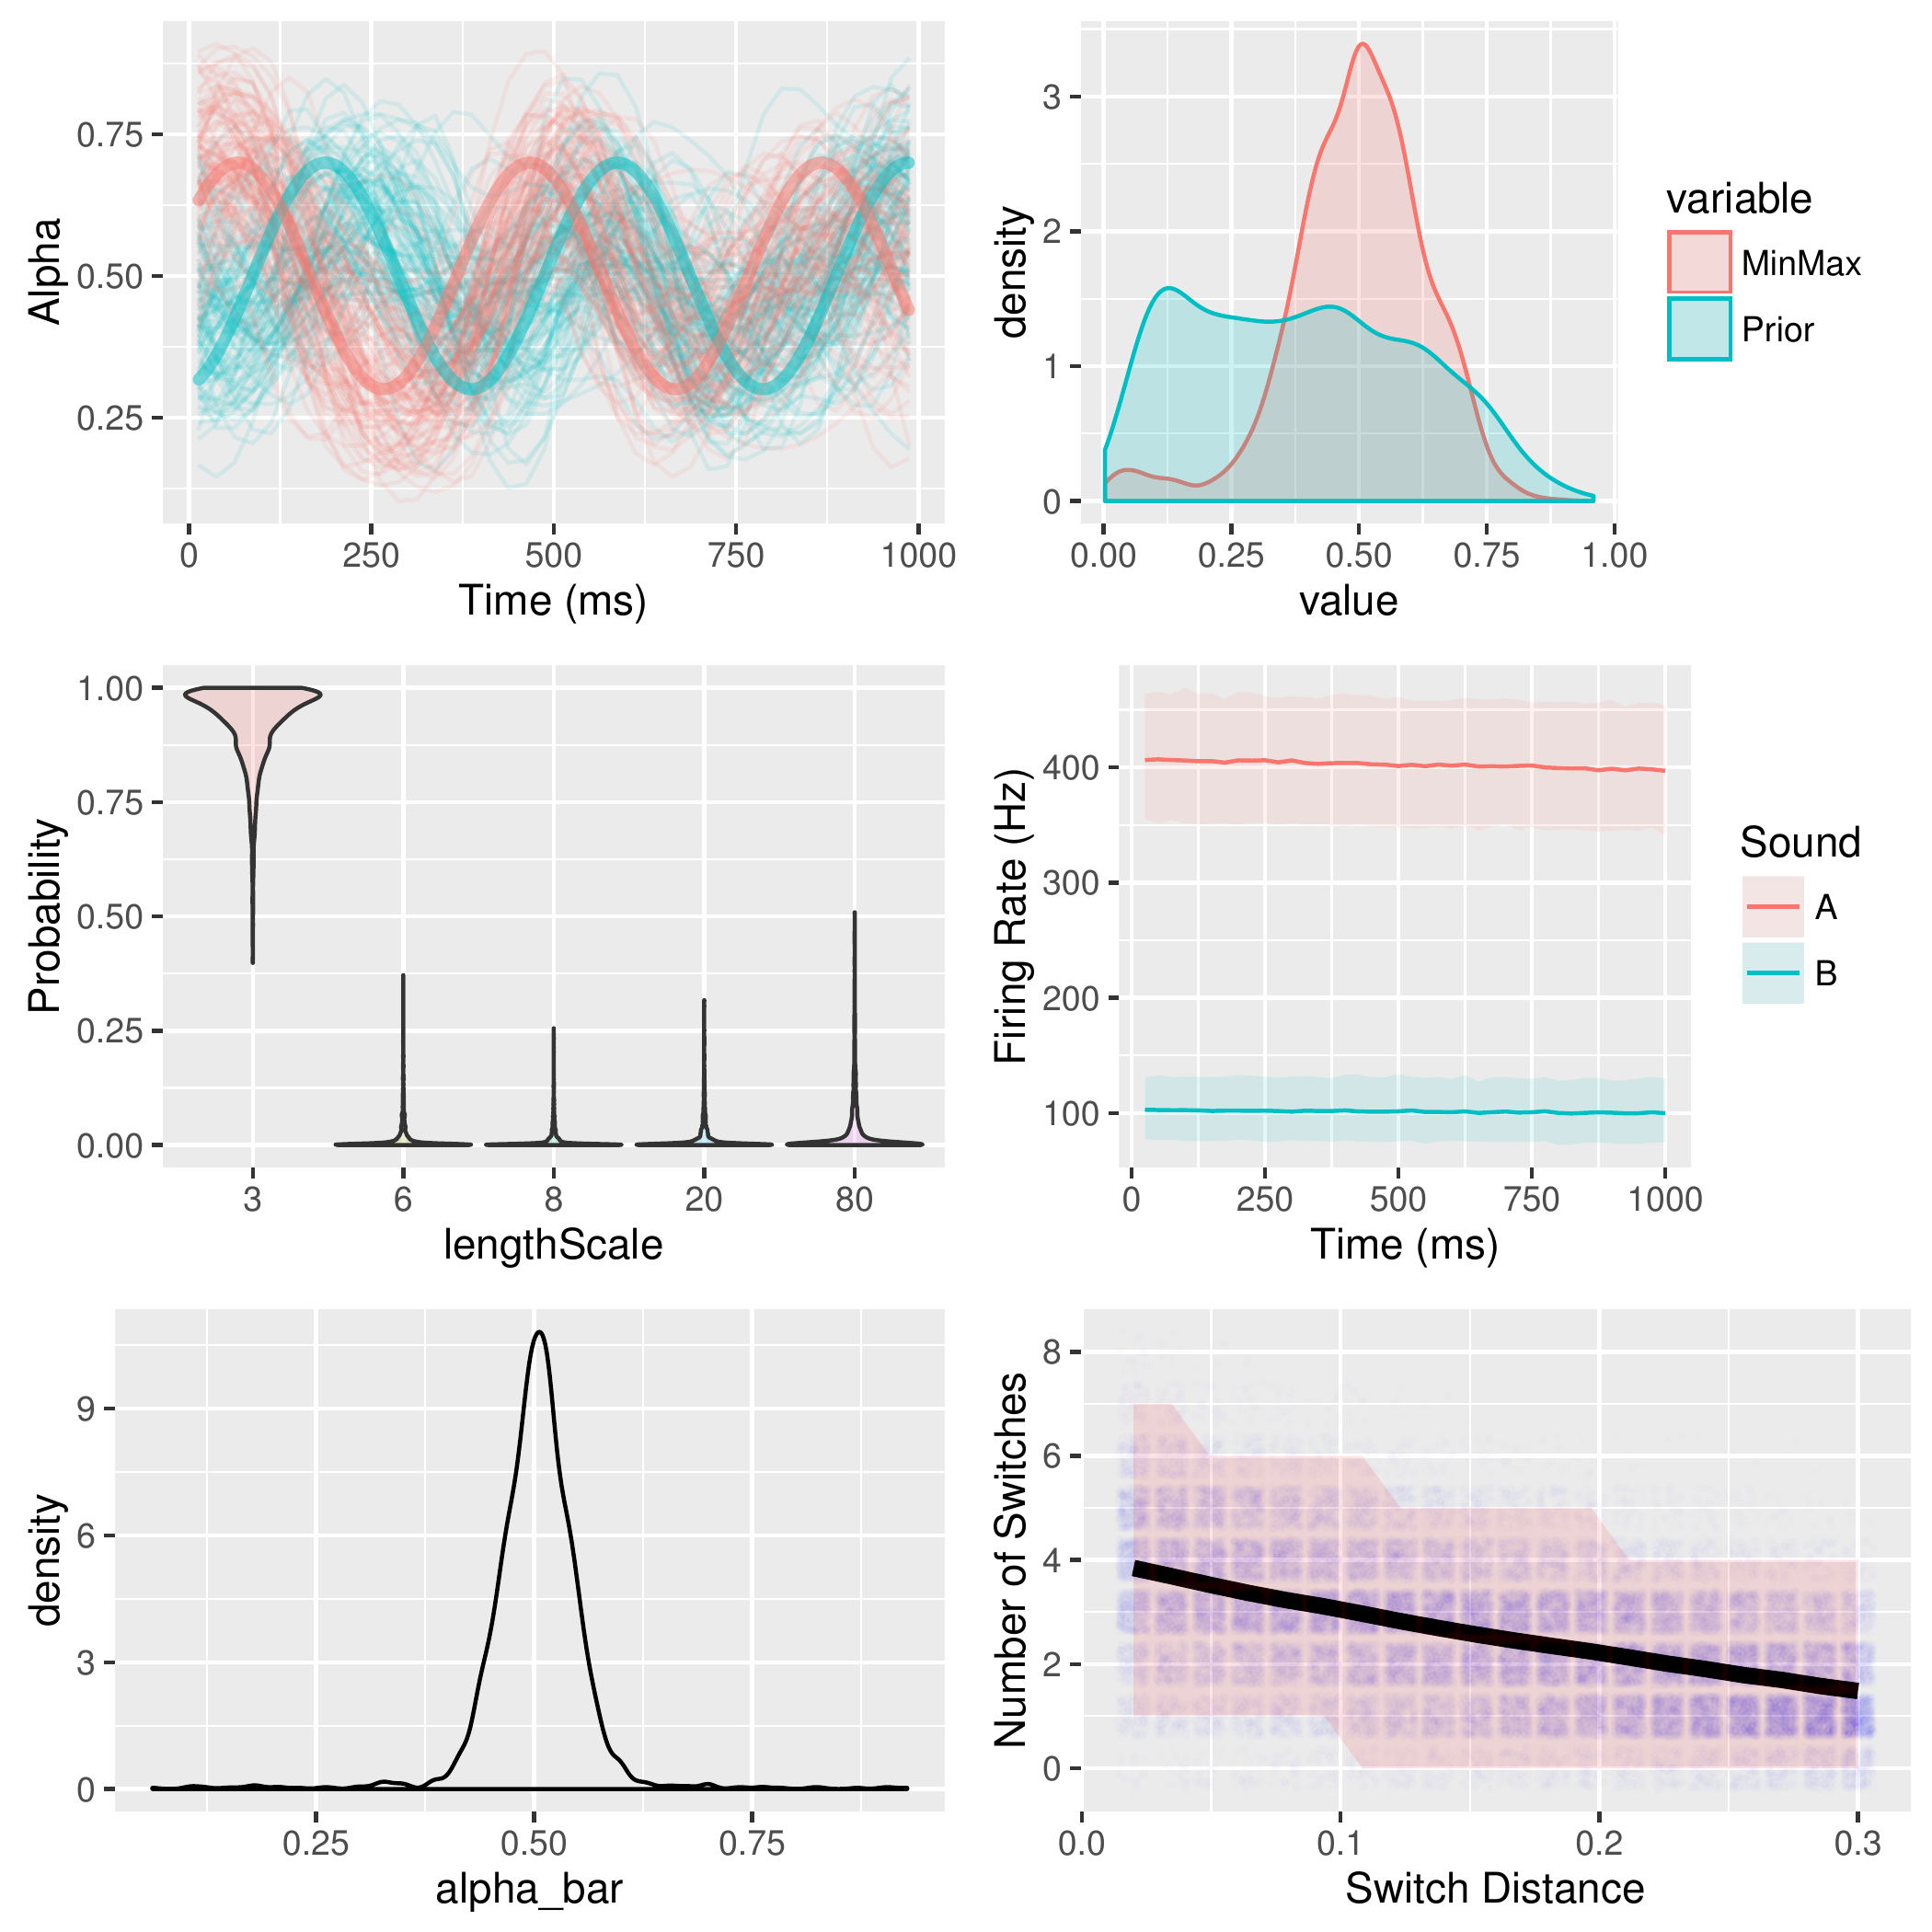 Alpha
0.75
0.50
0.25
0 250 500 750 1000
Time (ms)
density
3
2
1
0
0.00 0.25 0.50 0.75 1.00
value
variable
MinMax
Prior
Probability
1.00
0.75
0.50
0.25
0.00
3 6 8 20 80
lengthScale
Firing Rate (Hz)
400
300
200
100
0 250 500 750 1000
Time (ms)
Sound
A
B
density
9
6
3
0
0.25 0.50 0.75
alpha_bar
Number of Switches
8
6
4
2
0
0.0 0.1 0.2 0.3
Switch Distance